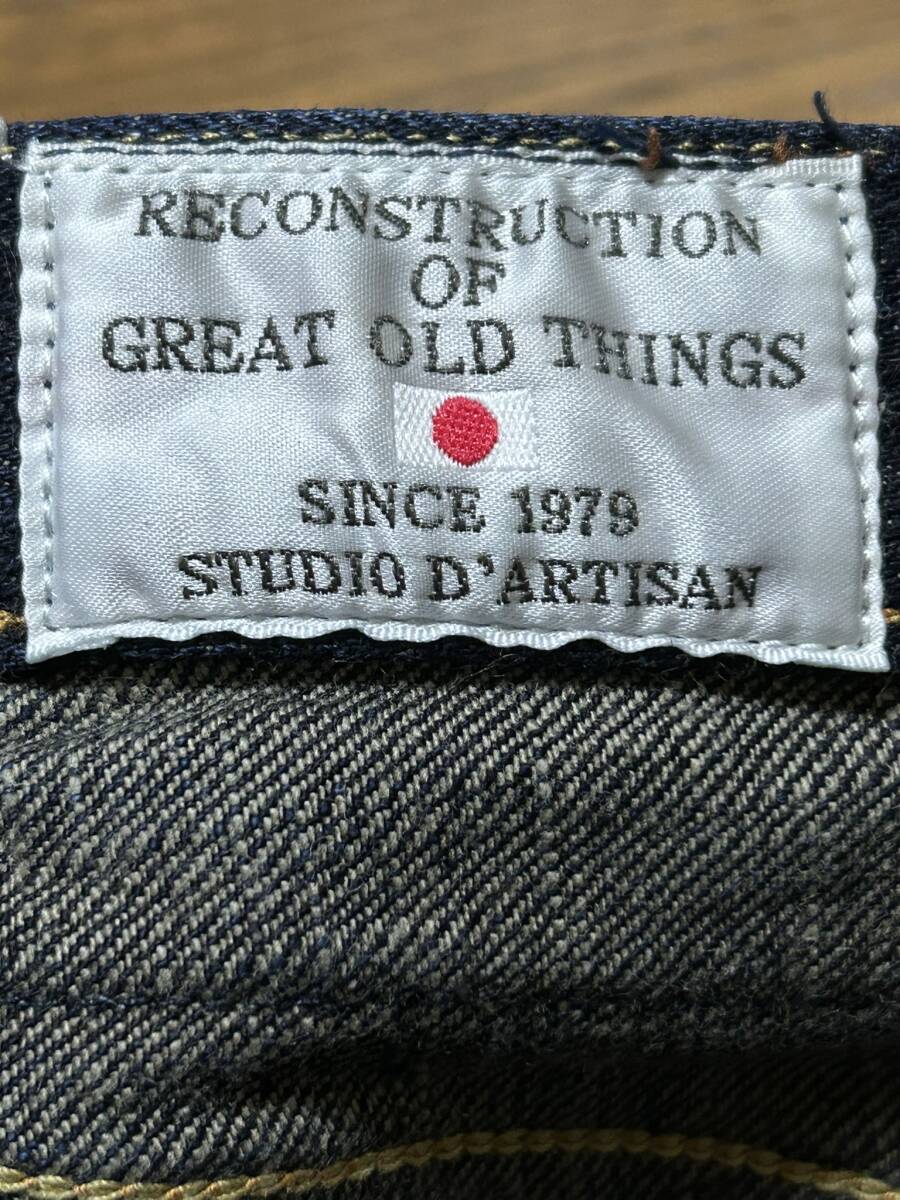 RECONSTRUCTION
OF
GREAT OLD THINGS
SINCE 1979
STUDIO D'ARTISAN